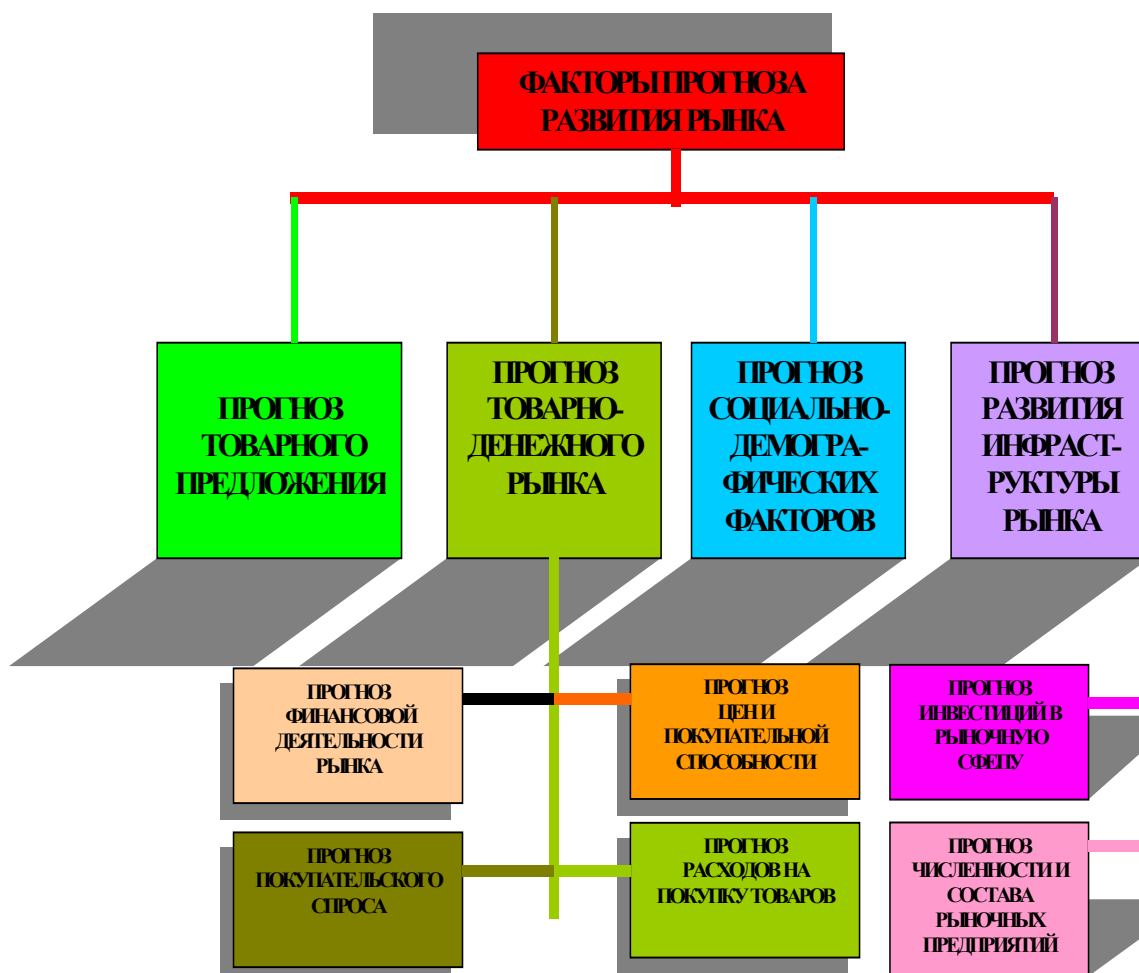 ФАКТОРЫ ПРОГНОЗА
РАЗВИТИЯ РЫНКА
ПРОГНОЗ
ТОВАРНОГО
ПРЕДЛОЖЕНИЯ
ПРОГНОЗ
ТОВАРНО-
ДЕНЕЖНОГО
РЫНКА
ПРОГНОЗ
СОЦИАЛЬНО-
ДЕМОГРА-
ФИЧЕСКИХ
ФАКТОРОВ
ПРОГНОЗ
РАЗВИТИЯ
ИНФРАСТ-
РУКТУРЫ
РЫНКА
ПРОГНОЗ
ФИНАНСОВОЙ
ДЕЯТЕЛЬНОСТИ
РЫНКА
ПРОГНОЗ
ЦЕН И
ПОКУПАТЕЛЬНОЙ
СПОСОБНОСТИ
ПРОГНОЗ
ИНВЕСТИЦИЙ В
РЫНОЧНУЮ
СФЕПУ
ПРОГНОЗ
ПОКУПАТЕЛЬСКОГО
СПРОСА
ПРОГНОЗ
РАСХОДОВ НА
ПОКУПКУ ТОВАРОВ
ПРОГНОЗ
ЧИСЛЕННОСТИ И
СОСТАВА
РЫНОЧНЫХ
ПРЕДПРИЯТИЙ